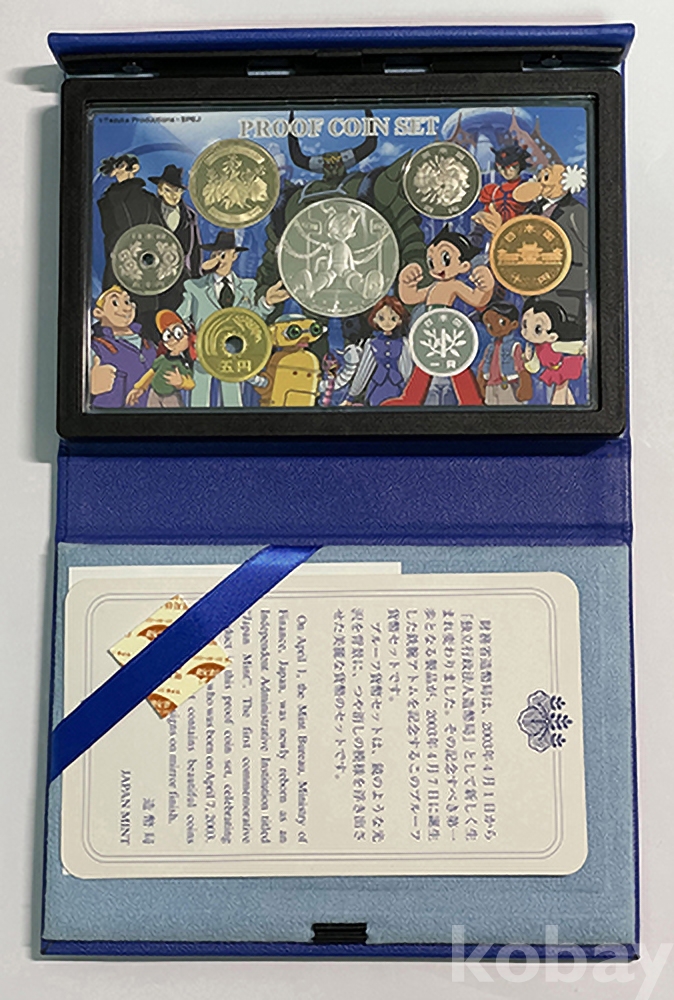 ©Tezuka Productions・SPEJ
PROOF COIN SET
日本国
日本国
十円
五円
日本国
一円
財務省造幣局は、2003年4月1日から
「独立行政法人造幣局」として新しく生
まれ変わりました。その記念すべき第一
歩となる製品が、2003年4月7日に誕生
した鉄腕アトムを記念するこのプルーフ
貨幣セットです。
プルーフ貨幣セットは、鏡のような光
沢を背景に、つや消しの模様を浮き出さ
せた美麗な貨幣のセットです。
On April 1, the Mint Bureau, Ministry of
Finance, Japan, was newly reborn as an
Independent Administrative Institution titled
"Japan Mint". The first commemorative
this proof coin set, celebrating
who was born on April 7, 2003.
contains beautiful coins
on mirror finish.
造幣局
JAPAN MINT
kobay